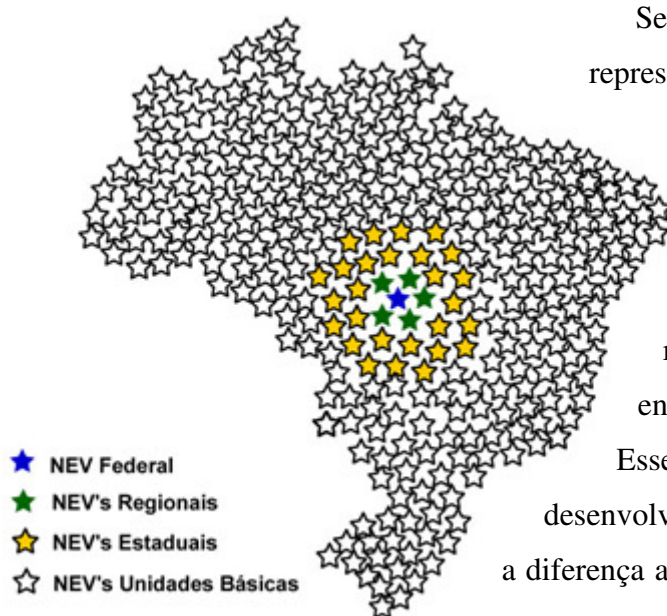 Se
repres
r
en
Esse
desenvolv
a diferença a
NEV Federal
NEV's Regionais
NEV's Estaduais
NEV's Unidades Básicas